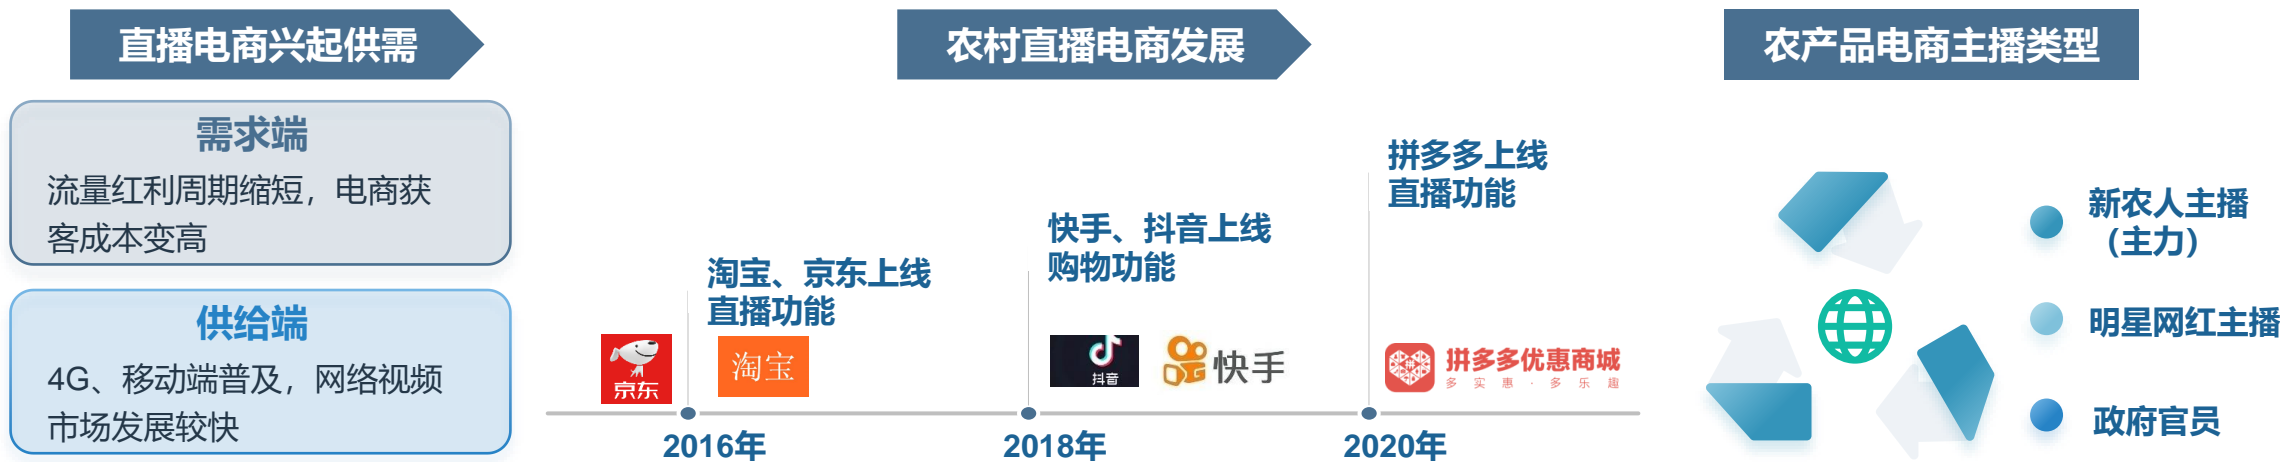 直播电商兴起供需
需求端
流量红利周期缩短，电商获
客成本变高
供给端
4G、移动端普及，网络视频
市场发展较快
农村直播电商发展
淘宝、京东上线
直播功能
京东
淘宝
2016年
快手、抖音上线
购物功能
抖音
快手
2018年
拼多多上线
直播功能
拼
拼多多优惠商城
多实惠·多乐趣
2020年
农产品电商主播类型
新农人主播
（主力）
明星网红主播
政府官员